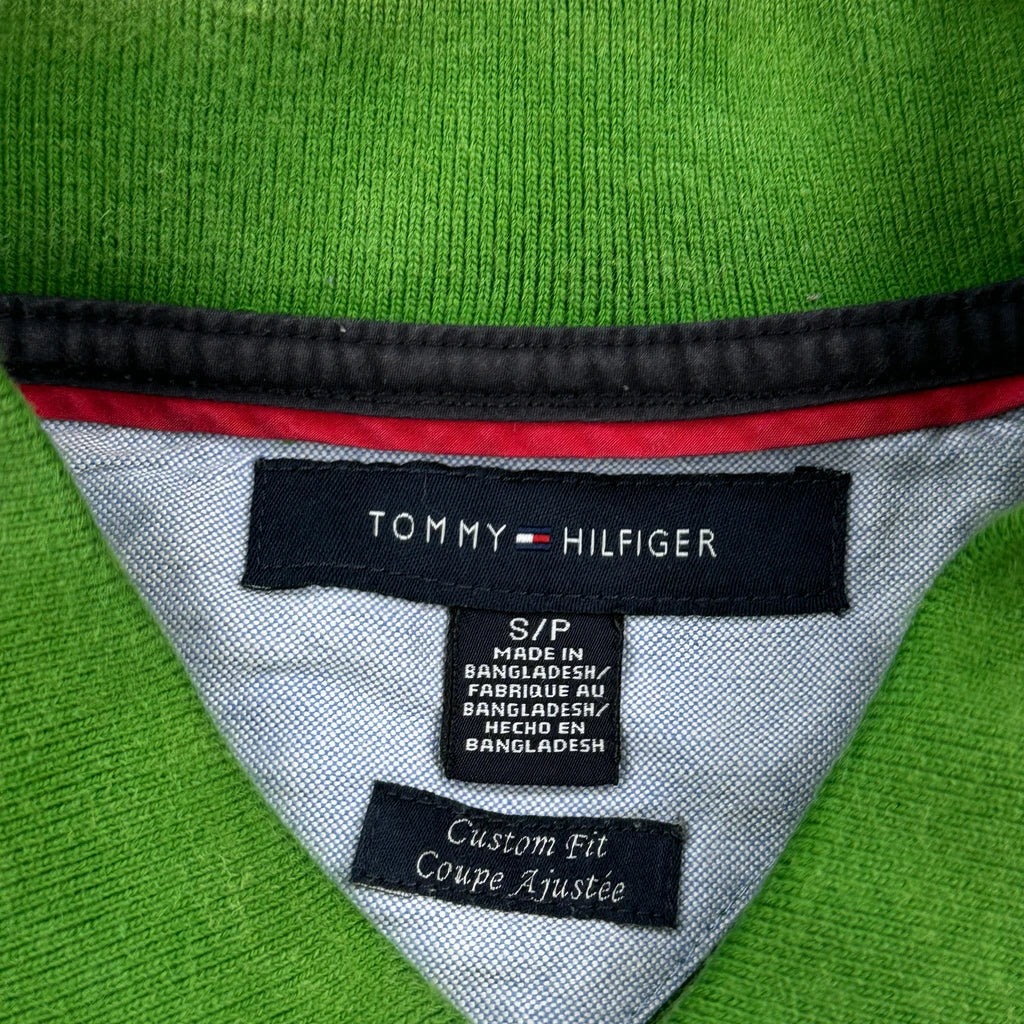 TOMMY HILFIGER
S/P
MADE IN
BANGLADESH/
FABRIQUE AU
BANGLADESH/
HECHO EN
BANGLADESH
Custom Fit
Coupe Ajustée